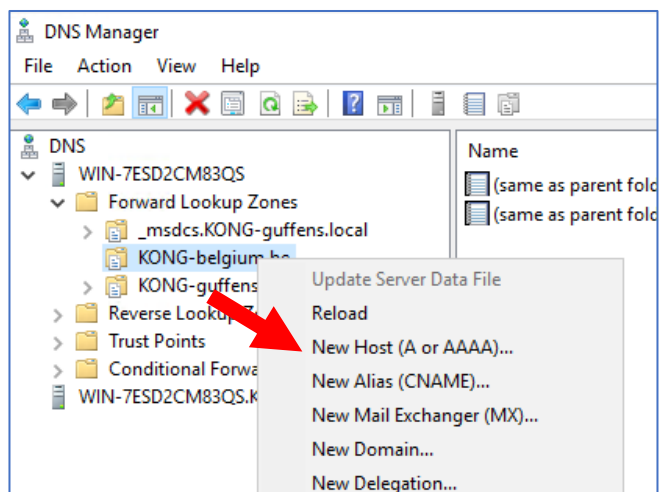 DNS Manager
File Action View Help
DNS
WIN-7ESD2CM83QS
Forward Lookup Zones
_msdcs.KONG-guffens.local
KONG-belgium.be
KONG-guffens
Reverse Lookup
Trust Points
Conditional Forwa
WIN-7ESD2CM83QS.K
Name
(same as parent fold
(same as parent fold
Update Server Data File
Reload
New Host (A or AAAA)...
New Alias (CNAME)...
New Mail Exchanger (MX)...
New Domain...
New Delegation...